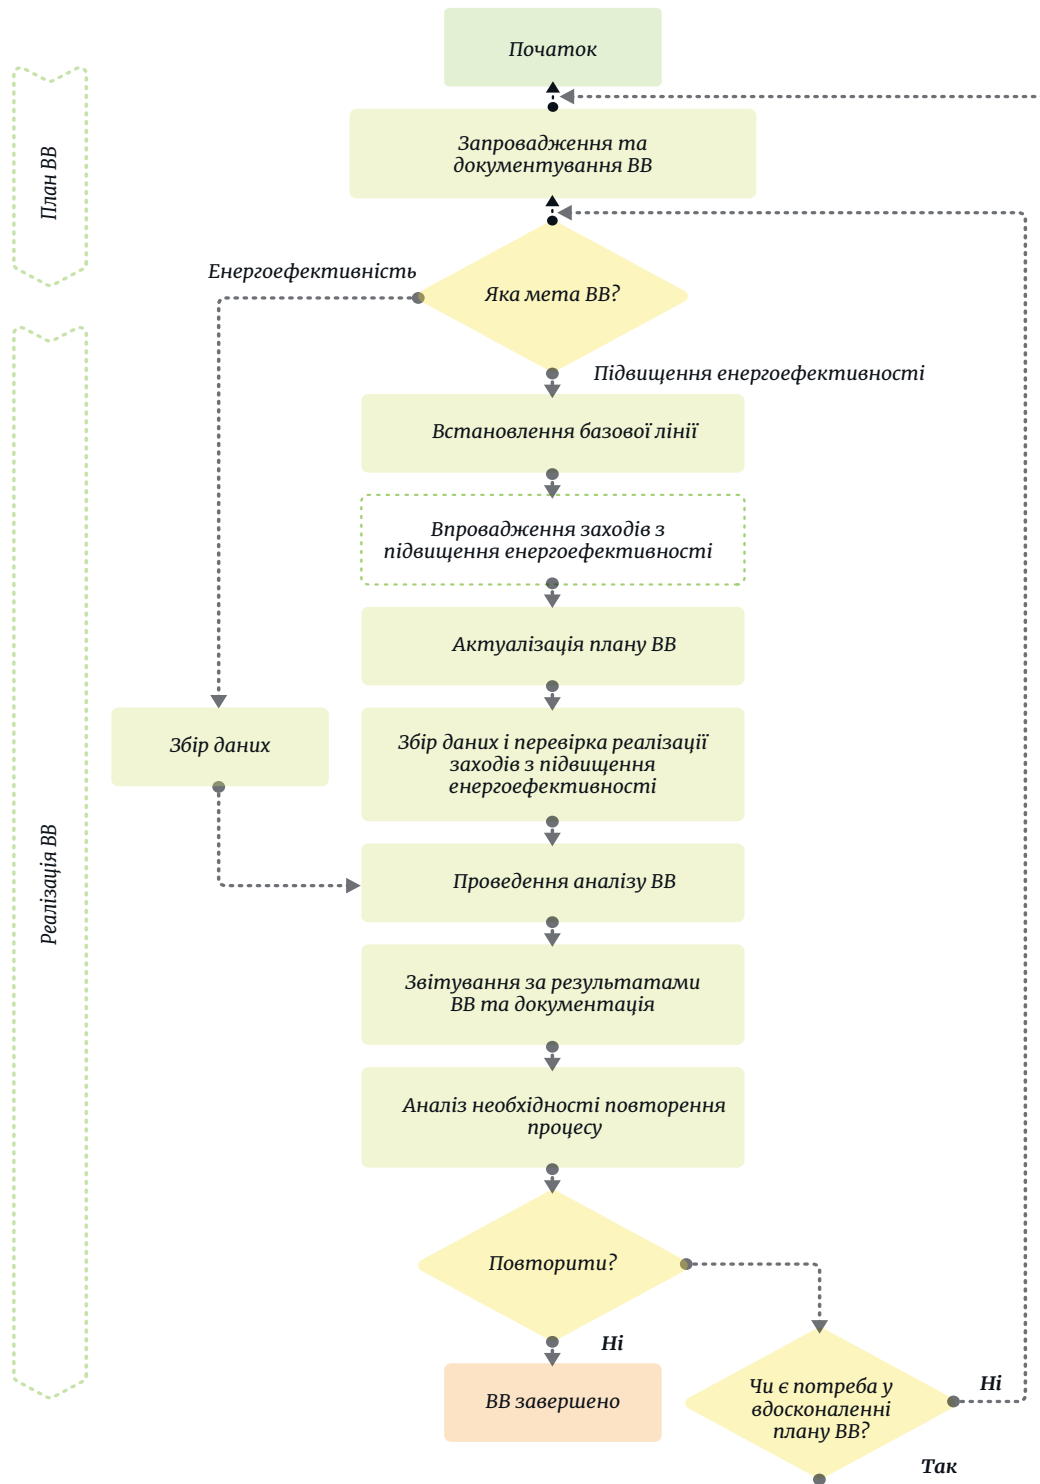 Початок
Запровадження та
документування ВВ
План ВВ
Енергоефективність
Яка мета ВВ?
Підвищення енергоефективності
Встановлення базової лінії
Впровадження заходів з
підвищення енергоефективності
Актуалізація плану ВВ
Збір даних
Збір даних і перевірка реалізації
заходів з підвищення
енергоефективності
Реалізація ВВ
Проведення аналізу ВВ
Звітування за результатами
ВВ та документація
Аналіз необхідності повторення
процесу
Повторити?
Ні
ВВ завершено
Чи є потреба у
вдосконаленні
плану ВВ?
Ні
Так